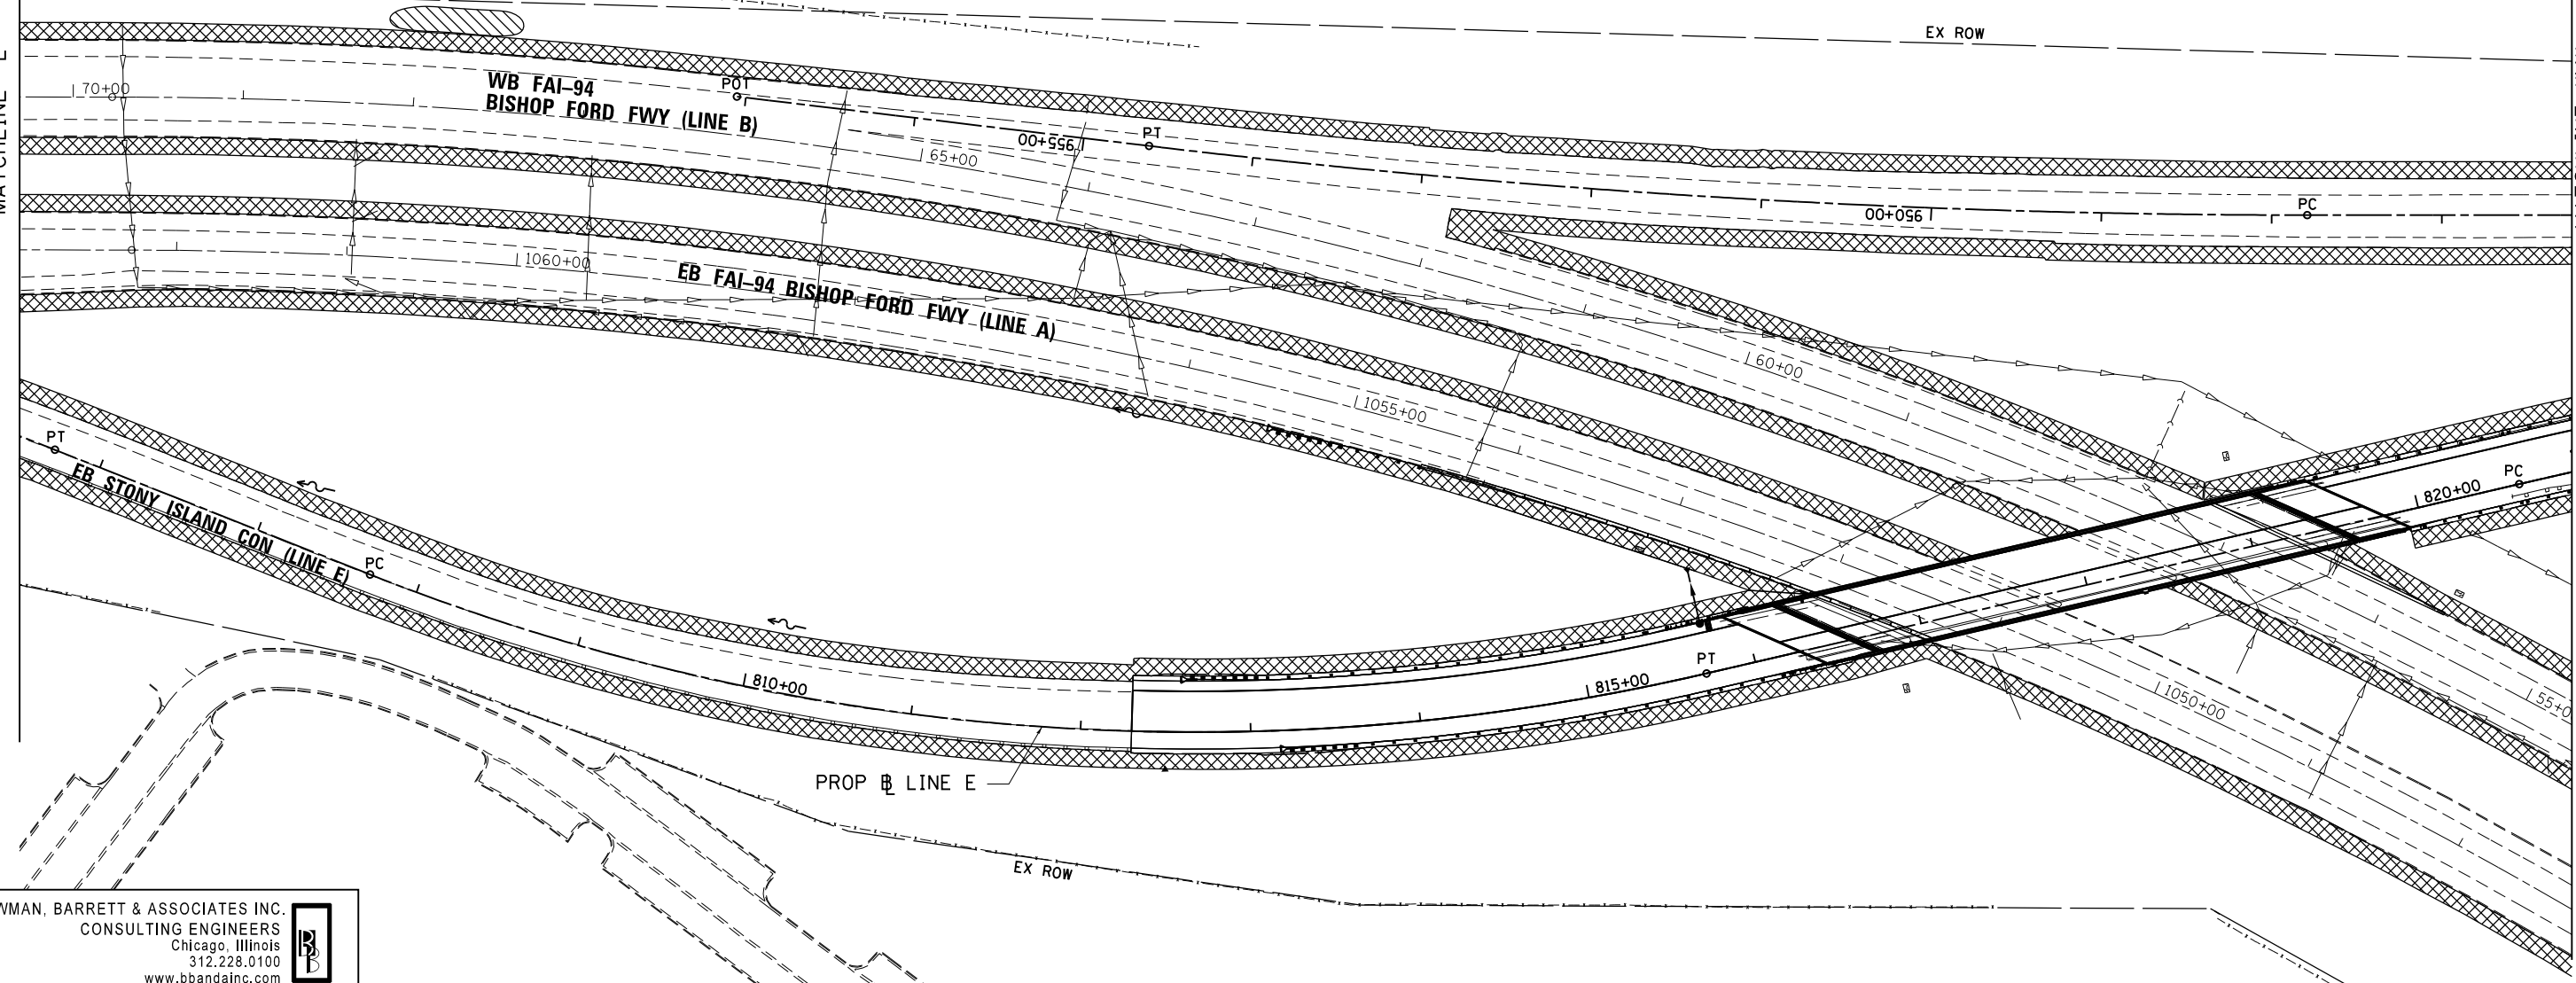 EX ROW
MATCHLINE
70+00
WB FAI-94
BISHOP FORD FWY (LINE B)
POT
955+00
PT
65+00
950+00
PC
1060+00
EB FAI-94 BISHOP FORD FWY (LINE A)
60+00
1055+00
PT
EB STONY ISLAND CON (LINE E)
PC
820+00
PC
810+00
815+00
PT
1050+00
PROP BL LINE E
EX ROW
WMAN, BARRETT & ASSOCIATES INC.
CONSULTING ENGINEERS
Chicago, Illinois
312.228.0100
www.bbandainc.com